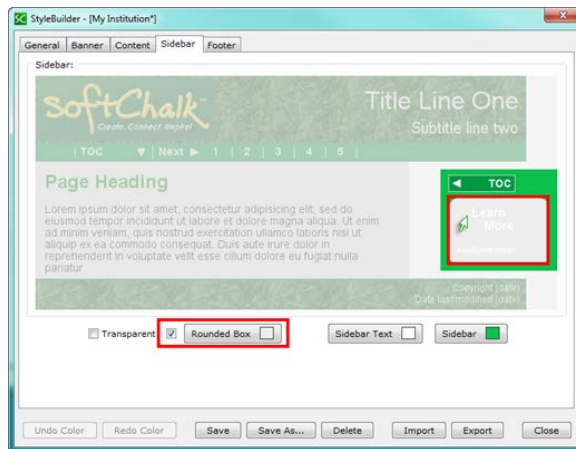 StyleBuilder - [My Institution*]
General Banner Content Sidebar Footer
Sidebar:
SoftChalk
Create. Connect. Inspire!
Title Line One
Subtitle line two
TOC ▼ | Next ▶ 1 | 2 | 3 | 4 | 5 |
Page Heading
Lorem ipsum dolor sit amet, consectetur adipisicing elit, sed do
eiusmod tempor incididunt ut labore et dolore magna aliqua. Ut enim
ad minim veniam, quis nostrud exercitation ullamco laboris nisi ut
aliquip ex ea commodo consequat. Duis aute irure dolor in
reprehenderit in voluptate velit esse cillum dolore eu fugiat nulla
pariatur.
◀ TOC
Learn
More
Copyright (date)
Date last modified (date)
Transparent Rounded Box Sidebar Text Sidebar
Undo Color Redo Color Save Save As... Delete Import Export Close